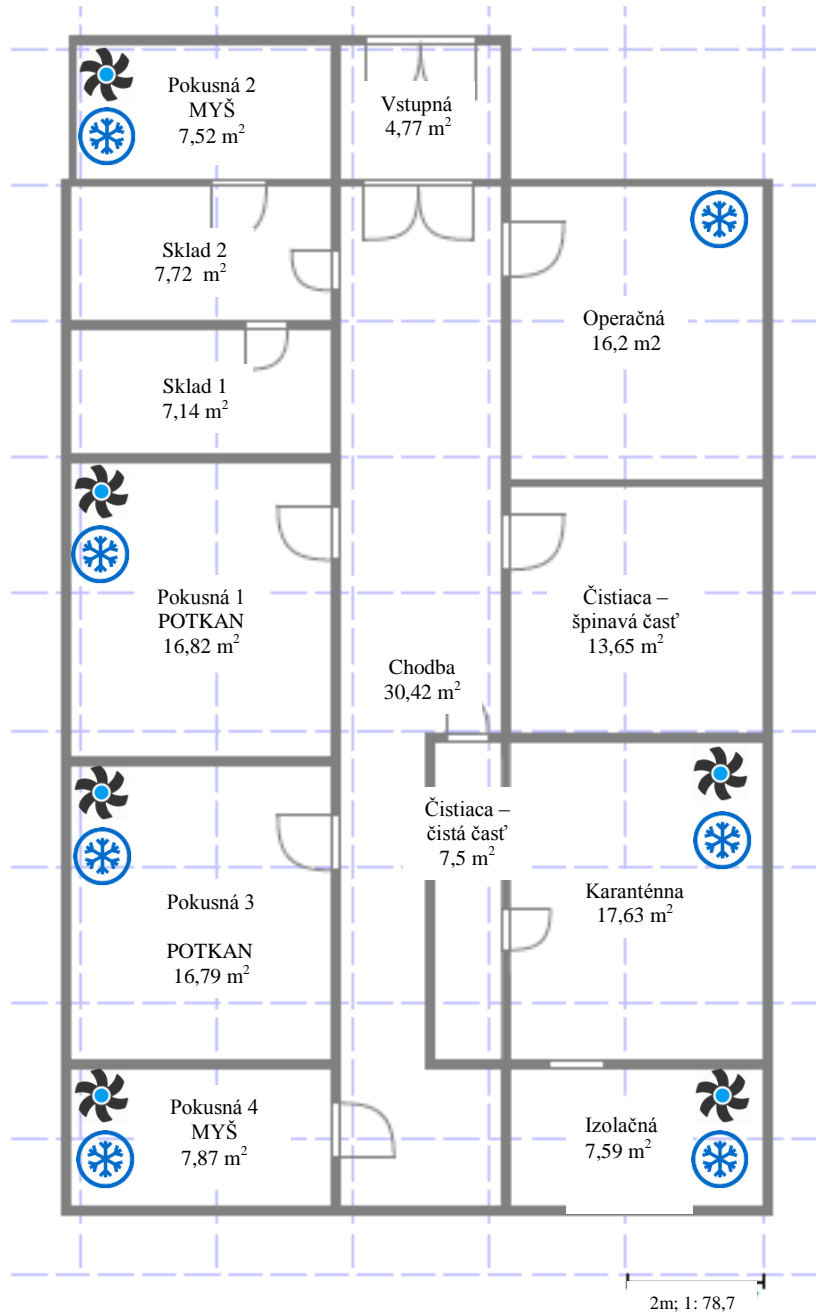 Pokusná 2
MYŠ
7,52 m²
Vstupná
4,77 m²
Sklad 2
7,72 m²
Operačná
16,2 m2
Sklad 1
7,14 m²
Pokusná 1
POTKAN
16,82 m²
Čistiaca –
špinavá časť
13,65 m²
Chodba
30,42 m²
Čistiaca –
čistá časť
7,5 m²
Pokusná 3
POTKAN
16,79 m²
Karanténna
17,63 m²
Pokusná 4
MYŠ
7,87 m²
Izolačná
7,59 m²
2m; 1: 78,7